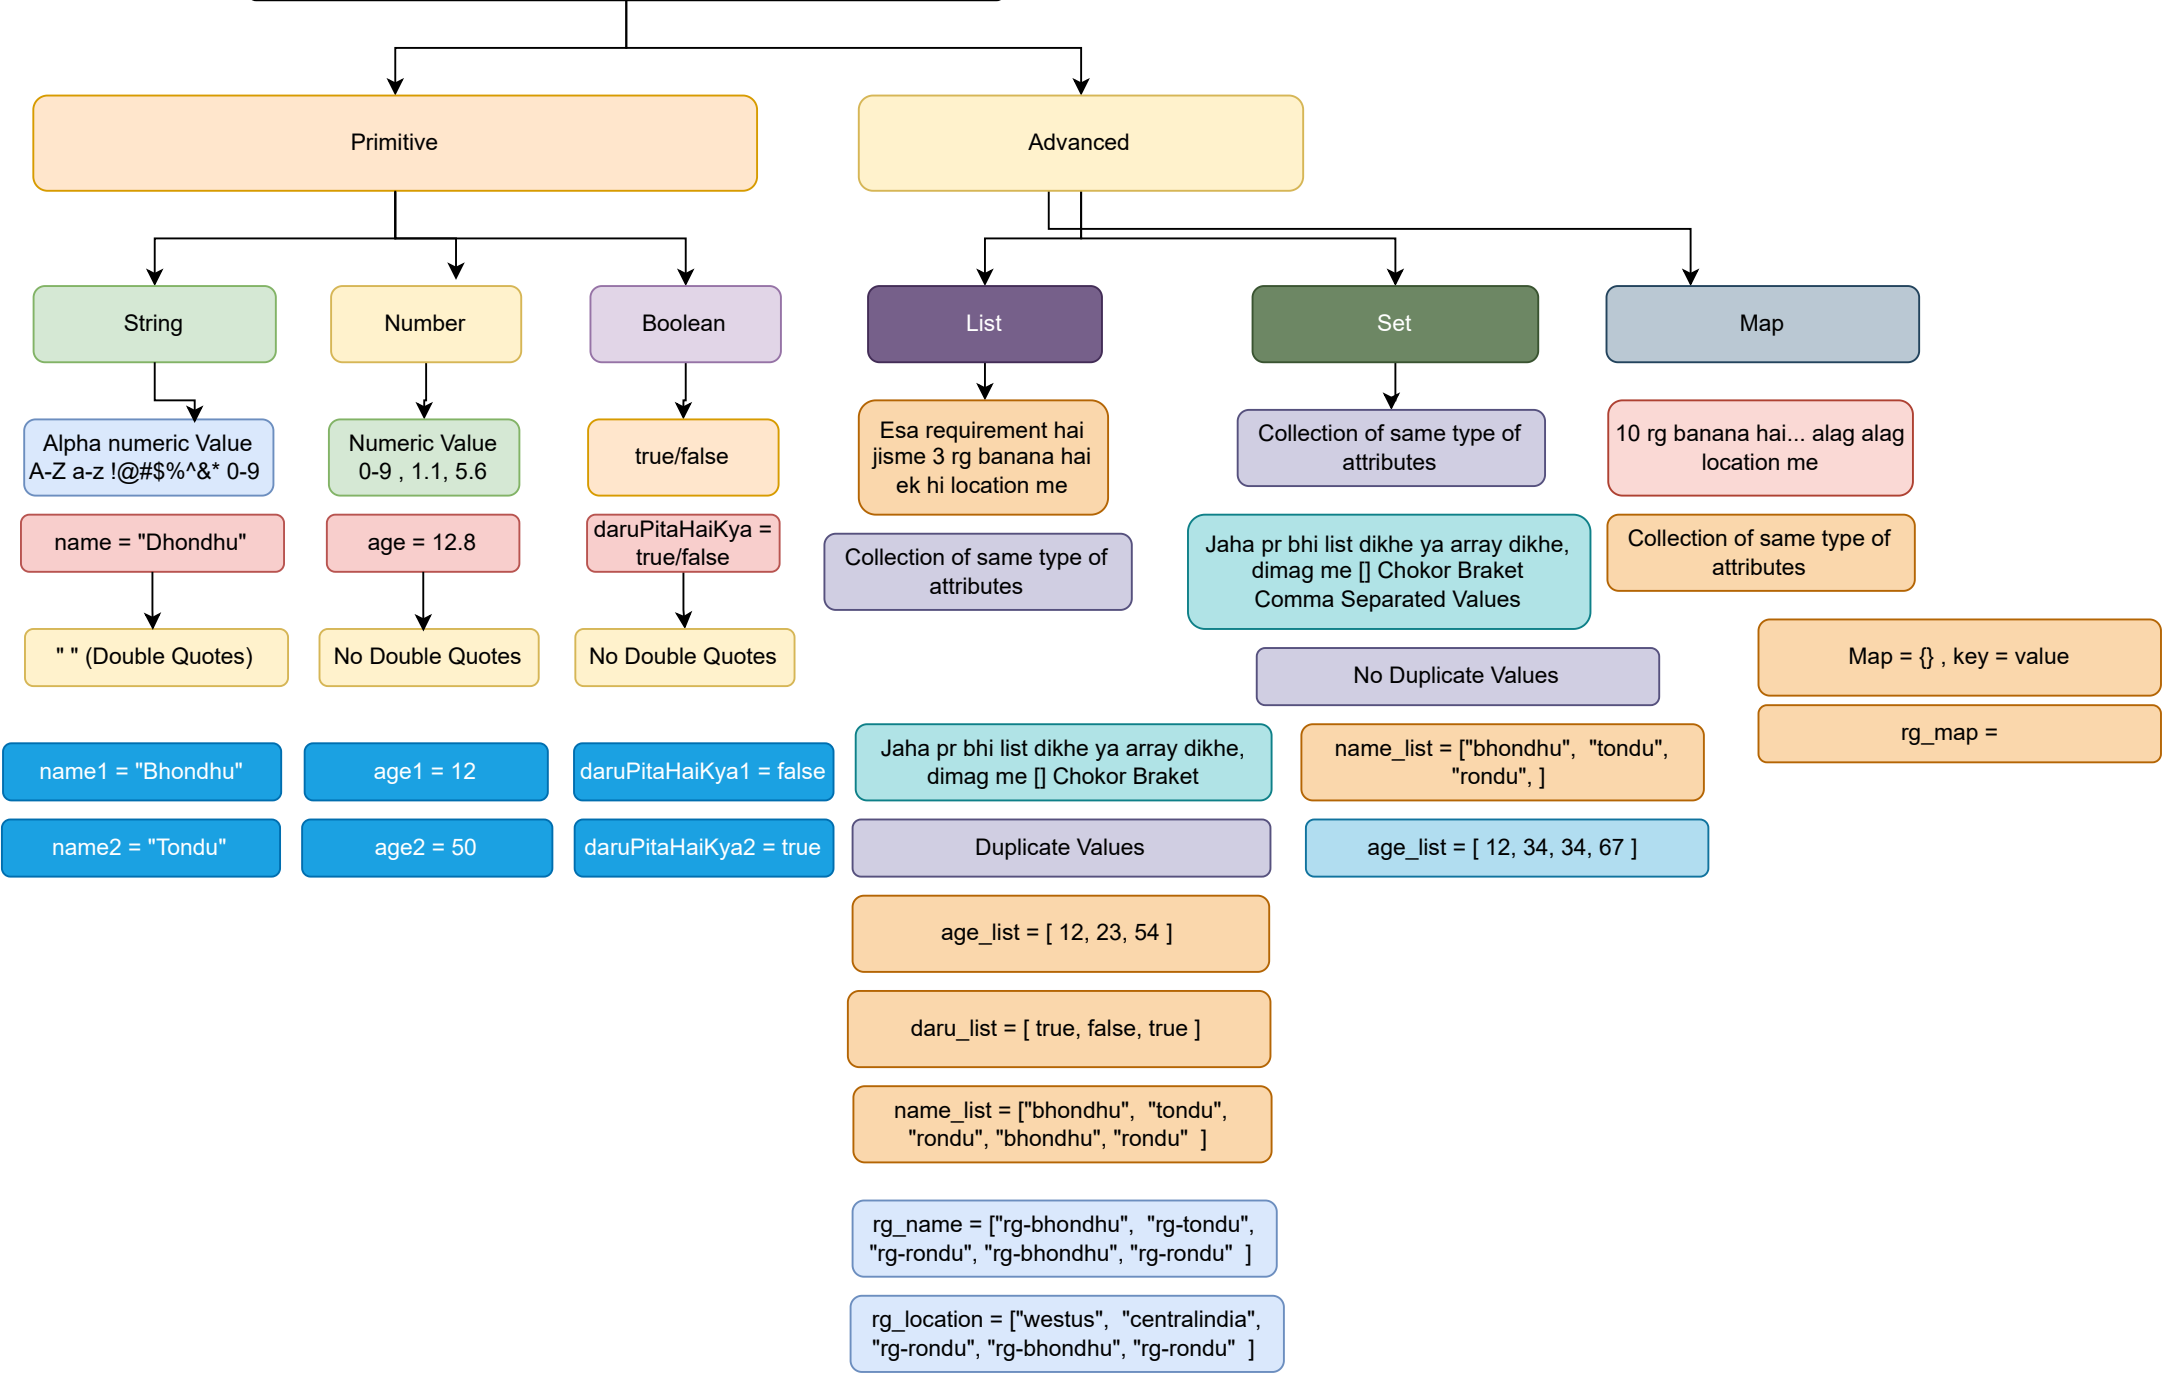 Primitive
Advanced
String
Number
Boolean
List
Set
Map
Alpha numeric Value
A-Z a-z !@#$%^&* 0-9
Numeric Value
0-9 , 1.1, 5.6
true/false
Esa requirement hai
jisme 3 rg banana hai
ek hi location me
Collection of same type of
attributes
10 rg banana hai... alag alag
location me
name = "Dhondhu"
age = 12.8
daruPitaHaiKya =
true/false
Collection of same type of
attributes
Jaha pr bhi list dikhe ya array dikhe,
dimag me [] Chokor Braket
Comma Separated Values
Collection of same type of
attributes
" " (Double Quotes)
No Double Quotes
No Double Quotes
No Duplicate Values
Map = {} , key = value
rg_map =
name1 = "Bhondhu"
age1 = 12
daruPitaHaiKya1 = false
Jaha pr bhi list dikhe ya array dikhe,
dimag me [] Chokor Braket
name_list = ["bhondhu",  "tondu",
"rondu", ]
name2 = "Tondu"
age2 = 50
daruPitaHaiKya2 = true
Duplicate Values
age_list = [ 12, 34, 34, 67 ]
age_list = [ 12, 23, 54 ]
daru_list = [ true, false, true ]
name_list = ["bhondhu",  "tondu",
"rondu", "bhondhu", "rondu"  ]
rg_name = ["rg-bhondhu",  "rg-tondu",
"rg-rondu", "rg-bhondhu", "rg-rondu"  ]
rg_location = ["westus",  "centralindia",
"rg-rondu", "rg-bhondhu", "rg-rondu"  ]